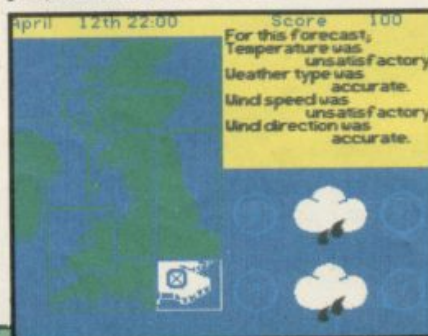 April 12th 22:00 Score 100
For this forecast;
Temperature was
unsatisfactory
Weather type was
accurate.
Wind speed was
unsatisfactory
Wind direction was
accurate.